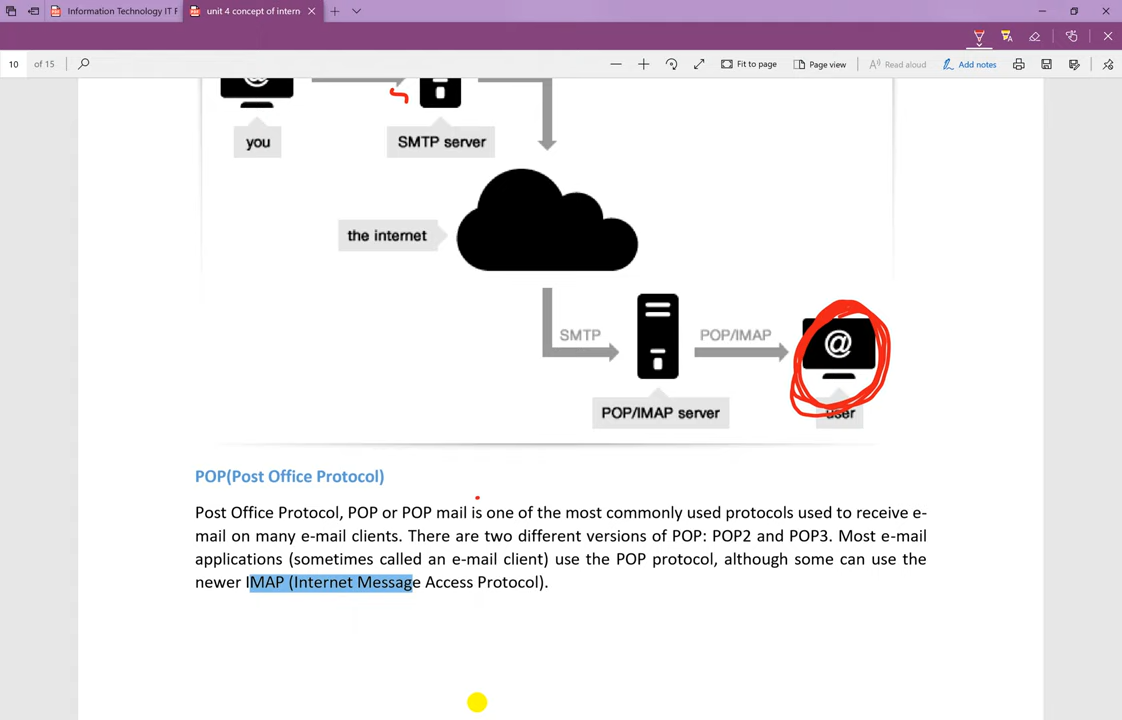 Information Technology IT F
unit 4 concept of intern
10 of 15
Fit to page
Page view
Read aloud
Add notes
@
you
SMTP server
the internet
SMTP
POP/IMAP
@
POP/IMAP server
user
POP(Post Office Protocol)
Post Office Protocol, POP or POP mail is one of the most commonly used protocols used to receive e-
mail on many e-mail clients. There are two different versions of POP: POP2 and POP3. Most e-mail
applications (sometimes called an e-mail client) use the POP protocol, although some can use the
newer IMAP (Internet Message Access Protocol).